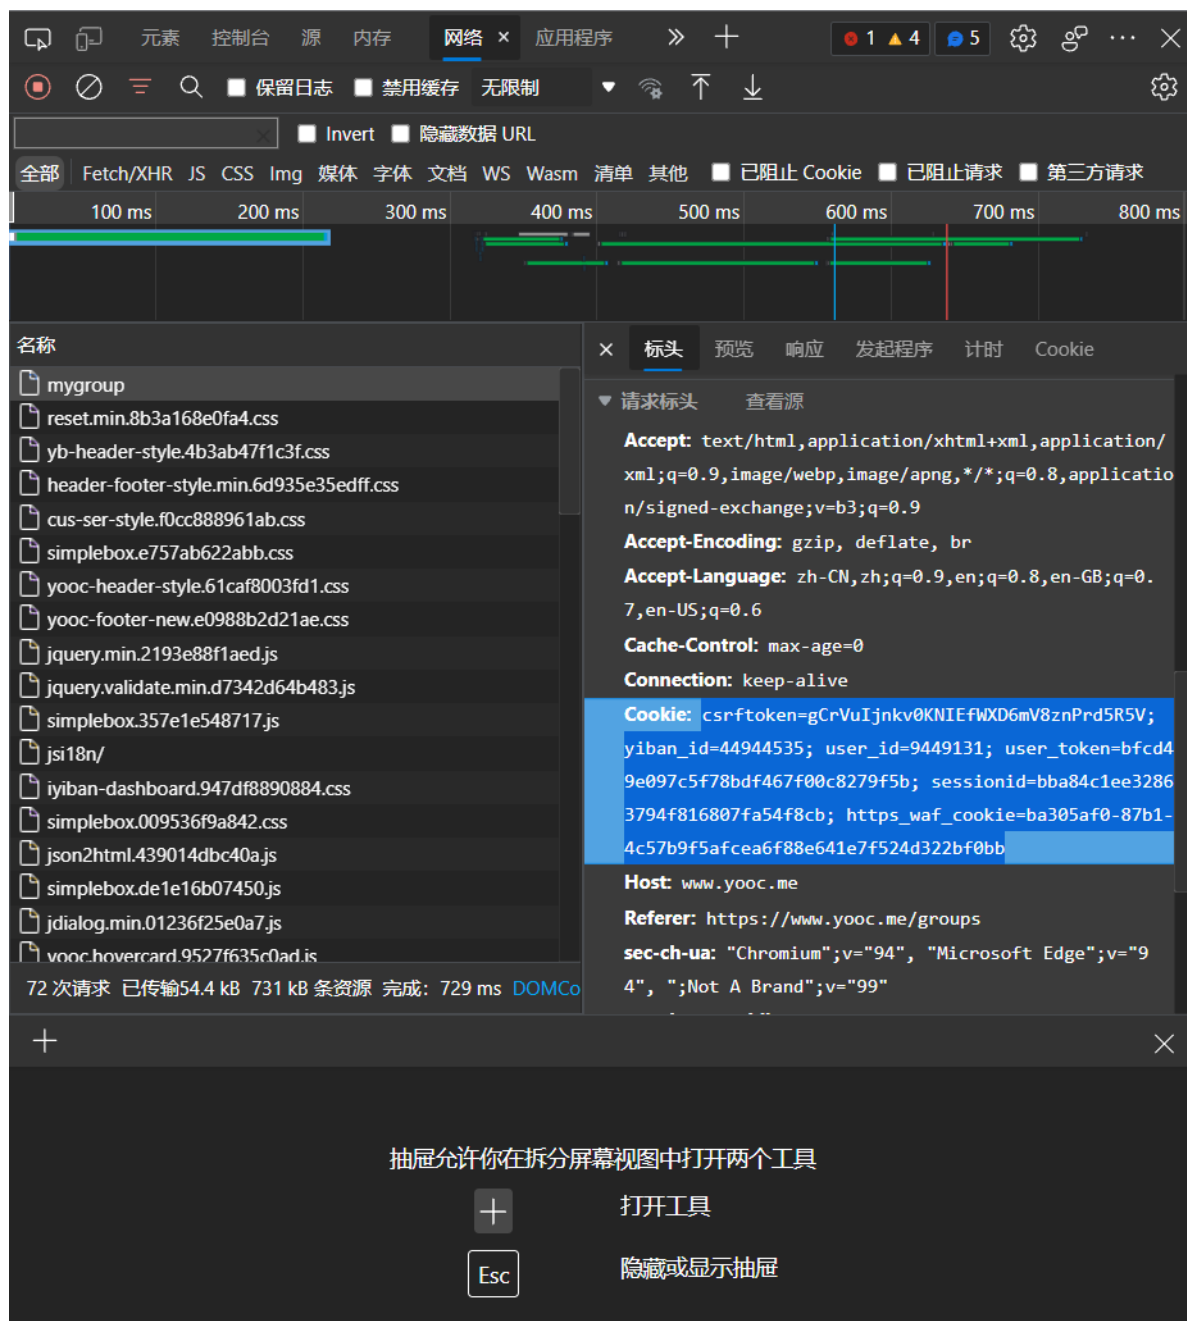 元素 控制台 源 内存 网络 × 应用程序 1 4 5
保留日志 禁用缓存 无限制
Invert 隐藏数据 URL
全部 Fetch/XHR JS CSS Img 媒体 字体 文档 WS Wasm 清单 其他 已阻止 Cookie 已阻止请求 第三方请求
100 ms 200 ms 300 ms 400 ms 500 ms 600 ms 700 ms 800 ms
名称
mygroup
reset.min.8b3a168e0fa4.css
yb-header-style.4b3ab47f1c3f.css
header-footer-style.min.6d935e35edff.css
cus-ser-style.f0cc888961ab.css
simplebox.e757ab622abb.css
yooc-header-style.61caf8003fd1.css
yooc-footer-new.e0988b2d21ae.css
jquery.min.2193e88f1aed.js
jquery.validate.min.d7342d64b483.js
simplebox.357e1e548717.js
jsi18n/
iyiban-dashboard.947df8890884.css
simplebox.009536f9a842.css
json2html.439014dbc40a.js
simplebox.de1e16b07450.js
jdialog.min.01236f25e0a7.js
yooc.hovercard.9527f635c0ad.js
72 次请求 已传输54.4 kB 731 kB 条资源 完成：729 ms DOMCo
× 标头 预览 响应 发起程序 计时 Cookie
请求标头 查看源
Accept: text/html,application/xhtml+xml,application/
xml;q=0.9,image/webp,image/apng,*/*;q=0.8,applicatio
n/signed-exchange;v=b3;q=0.9
Accept-Encoding: gzip, deflate, br
Accept-Language: zh-CN,zh;q=0.9,en;q=0.8,en-GB;q=0.
7,en-US;q=0.6
Cache-Control: max-age=0
Connection: keep-alive
Cookie: csrftoken=gCrVuIjnkv0KNIEfWXD6mV8znPrd5R5V;
yiban_id=44944535; user_id=9449131; user_token=bfcd4
9e097c5f78bdf467f00c8279f5b; sessionid=bba84c1ee3286
3794f816807fa54f8cb; https_waf_cookie=ba305af0-87b1-
4c57b9f5afcea6f88e641e7f524d322bf0bb
Host: www.yooc.me
Referer: https://www.yooc.me/groups
sec-ch-ua: "Chromium";v="94", "Microsoft Edge";v="9
4", ";Not A Brand";v="99"
抽屉允许你在拆分屏幕视图中打开两个工具
打开工具
Esc 隐藏或显示抽屉